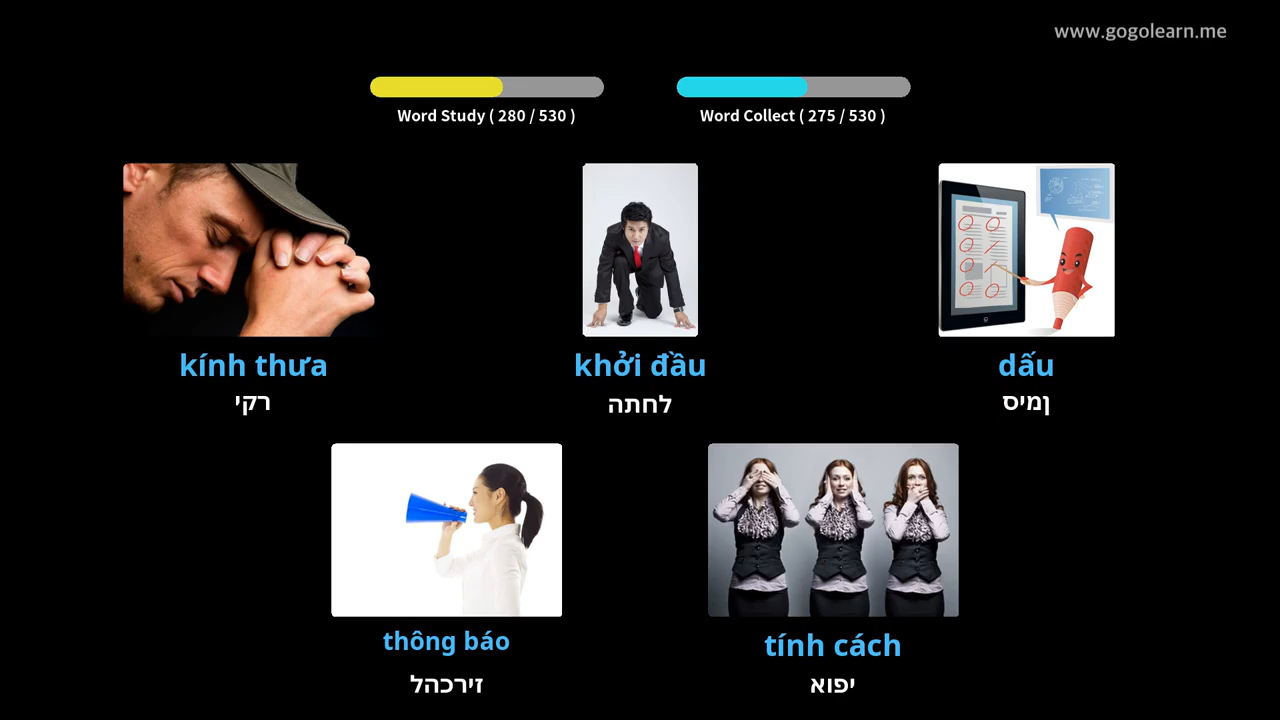 www.gogolearn.me
Word Study ( 280 / 530 )
Word Collect ( 275 / 530 )
kính thưa
רקי
khởi đầu
לחתה
dấu
ןמיס
thông báo
זירכהל
tính cách
יפוא